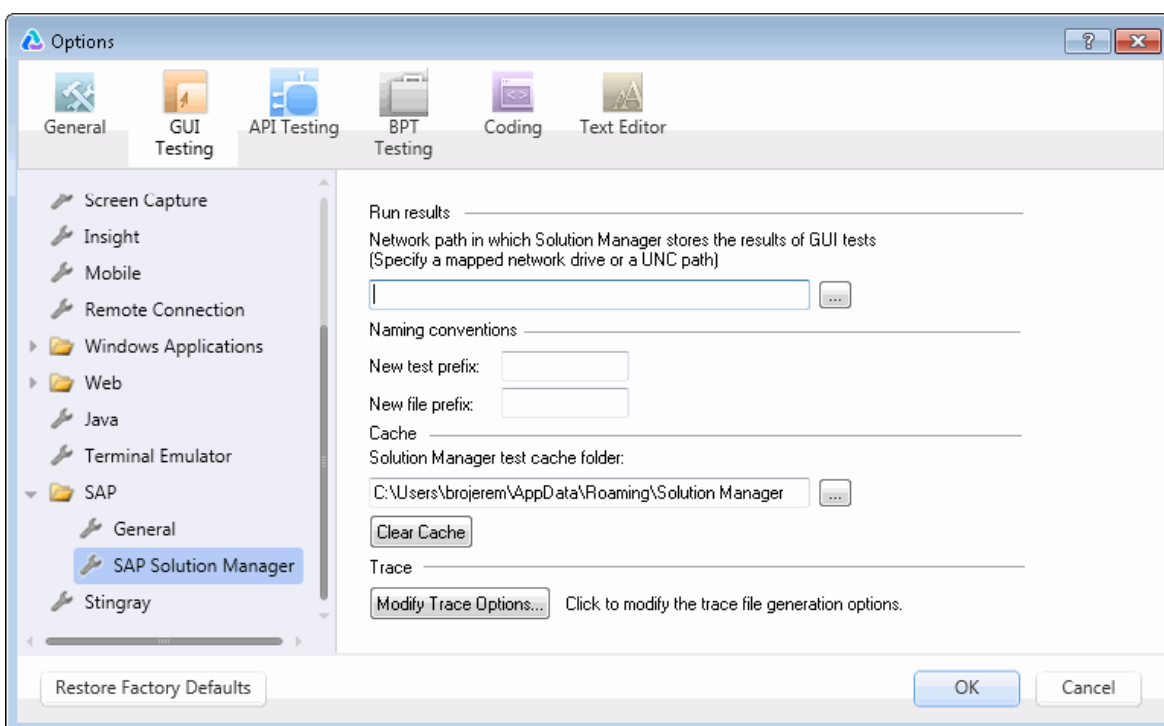 Options
?
General
GUI
Testing
API Testing
BPT
Testing
Coding
Text Editor
Screen Capture
Insight
Mobile
Remote Connection
Windows Applications
Web
Java
Terminal Emulator
SAP
General
SAP Solution Manager
Stingray
Run results
Network path in which Solution Manager stores the results of GUI tests
(Specify a mapped network drive or a UNC path)
...
Naming conventions
New test prefix:
New file prefix:
Cache
Solution Manager test cache folder:
C:\Users\brojerem\AppData\Roaming\Solution Manager
...
Clear Cache
Trace
Modify Trace Options... Click to modify the trace file generation options.
Restore Factory Defaults
OK
Cancel